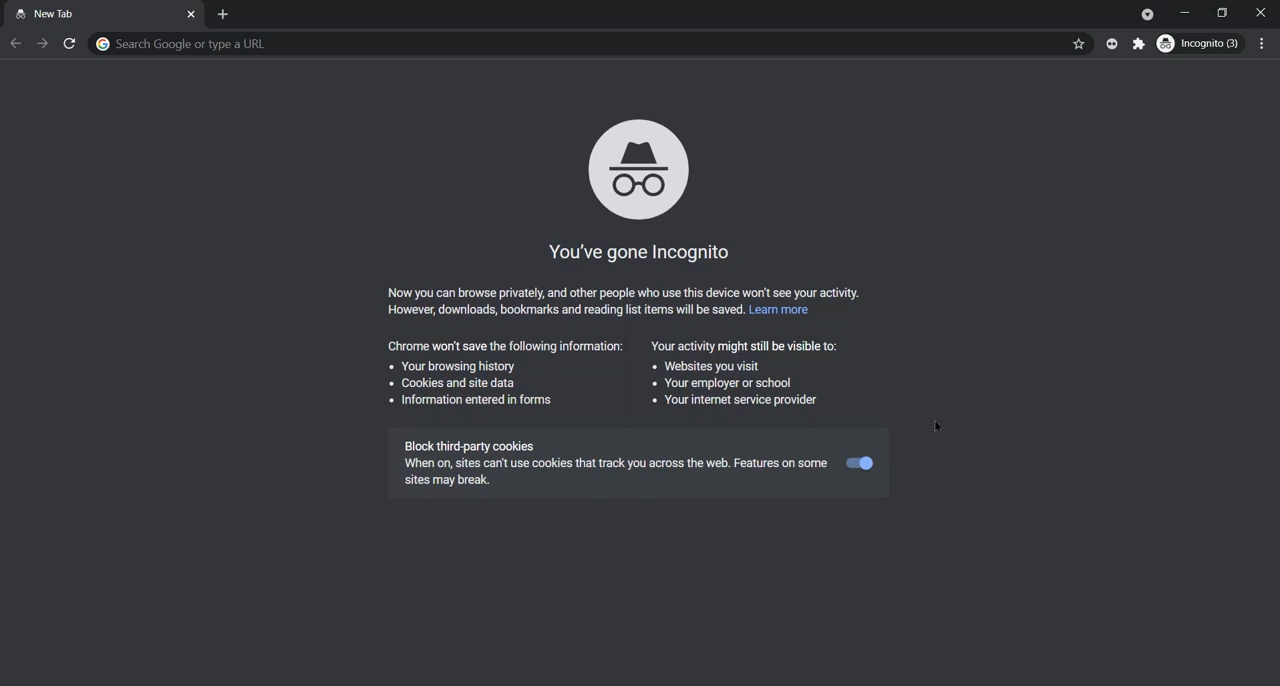 New Tab
Search Google or type a URL
Incognito (3)
You've gone Incognito
Now you can browse privately, and other people who use this device won't see your activity.
However, downloads, bookmarks and reading list items will be saved. Learn more
Chrome won't save the following information:
• Your browsing history
• Cookies and site data
• Information entered in forms
Your activity might still be visible to:
• Websites you visit
• Your employer or school
• Your internet service provider
Block third-party cookies
When on, sites can't use cookies that track you across the web. Features on some
sites may break.